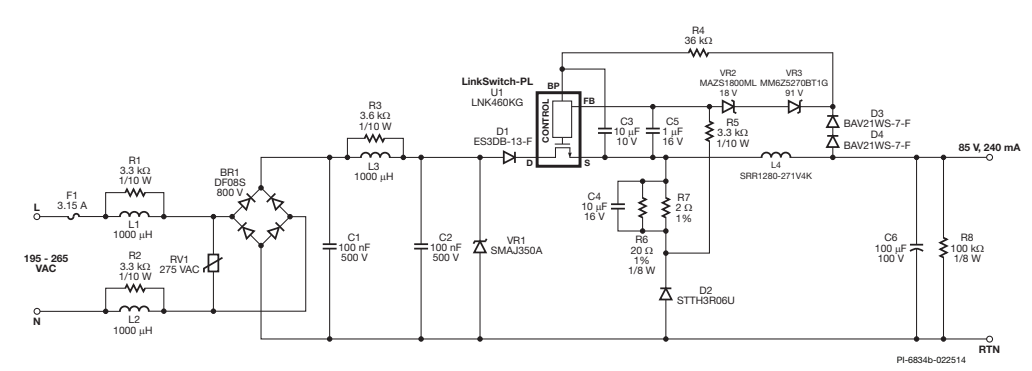 R4
36 kΩ
LinkSwitch-PL
U1
LNK460KG
BP
FB
CONTROL
D
S
VR2
MAZS1800ML
18 V
VR3
MM6Z5270BT1G
91 V
R3
3.6 kΩ
1/10 W
L3
1000 µH
D1
ES3DB-13-F
C3
10 µF
10 V
C5
1 µF
16 V
R5
3.3 kΩ
1/10 W
D3
BAV21WS-7-F
D4
BAV21WS-7-F
L4
SRR1280-271V4K
85 V, 240 mA
R1
3.3 kΩ
1/10 W
L1
1000 µH
BR1
DF08S
800 V
F1
3.15 A
L
195 - 265
VAC
R2
3.3 kΩ
1/10 W
RV1
275 VAC
L2
1000 µH
N
C1
100 nF
500 V
C2
100 nF
500 V
VR1
SMAJ350A
C4
10 µF
16 V
R7
2 Ω
1%
R6
20 Ω
1%
1/8 W
D2
STTH3R06U
C6
100 µF
100 V
R8
100 kΩ
1/8 W
RTN
PI-6834b-022514